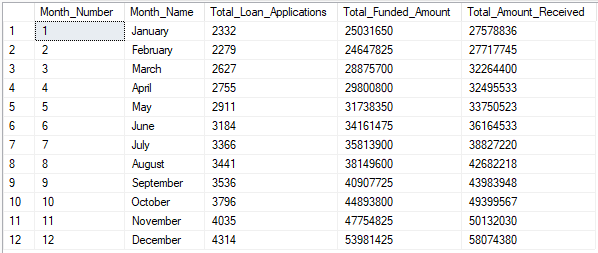 Month_Number Month_Name Total_Loan_Applications Total_Funded_Amount Total_Amount_Received
1 1 January 2332 25031650 27578836
2 2 February 2279 24647825 27717745
3 3 March 2627 28875700 32264400
4 4 April 2755 29800800 32495533
5 5 May 2911 31738350 33750523
6 6 June 3184 34161475 36164533
7 7 July 3366 35813900 38827220
8 8 August 3441 38149600 42682218
9 9 September 3536 40907725 43983948
10 10 October 3796 44893800 49399567
11 11 November 4035 47754825 50132030
12 12 December 4314 53981425 58074380